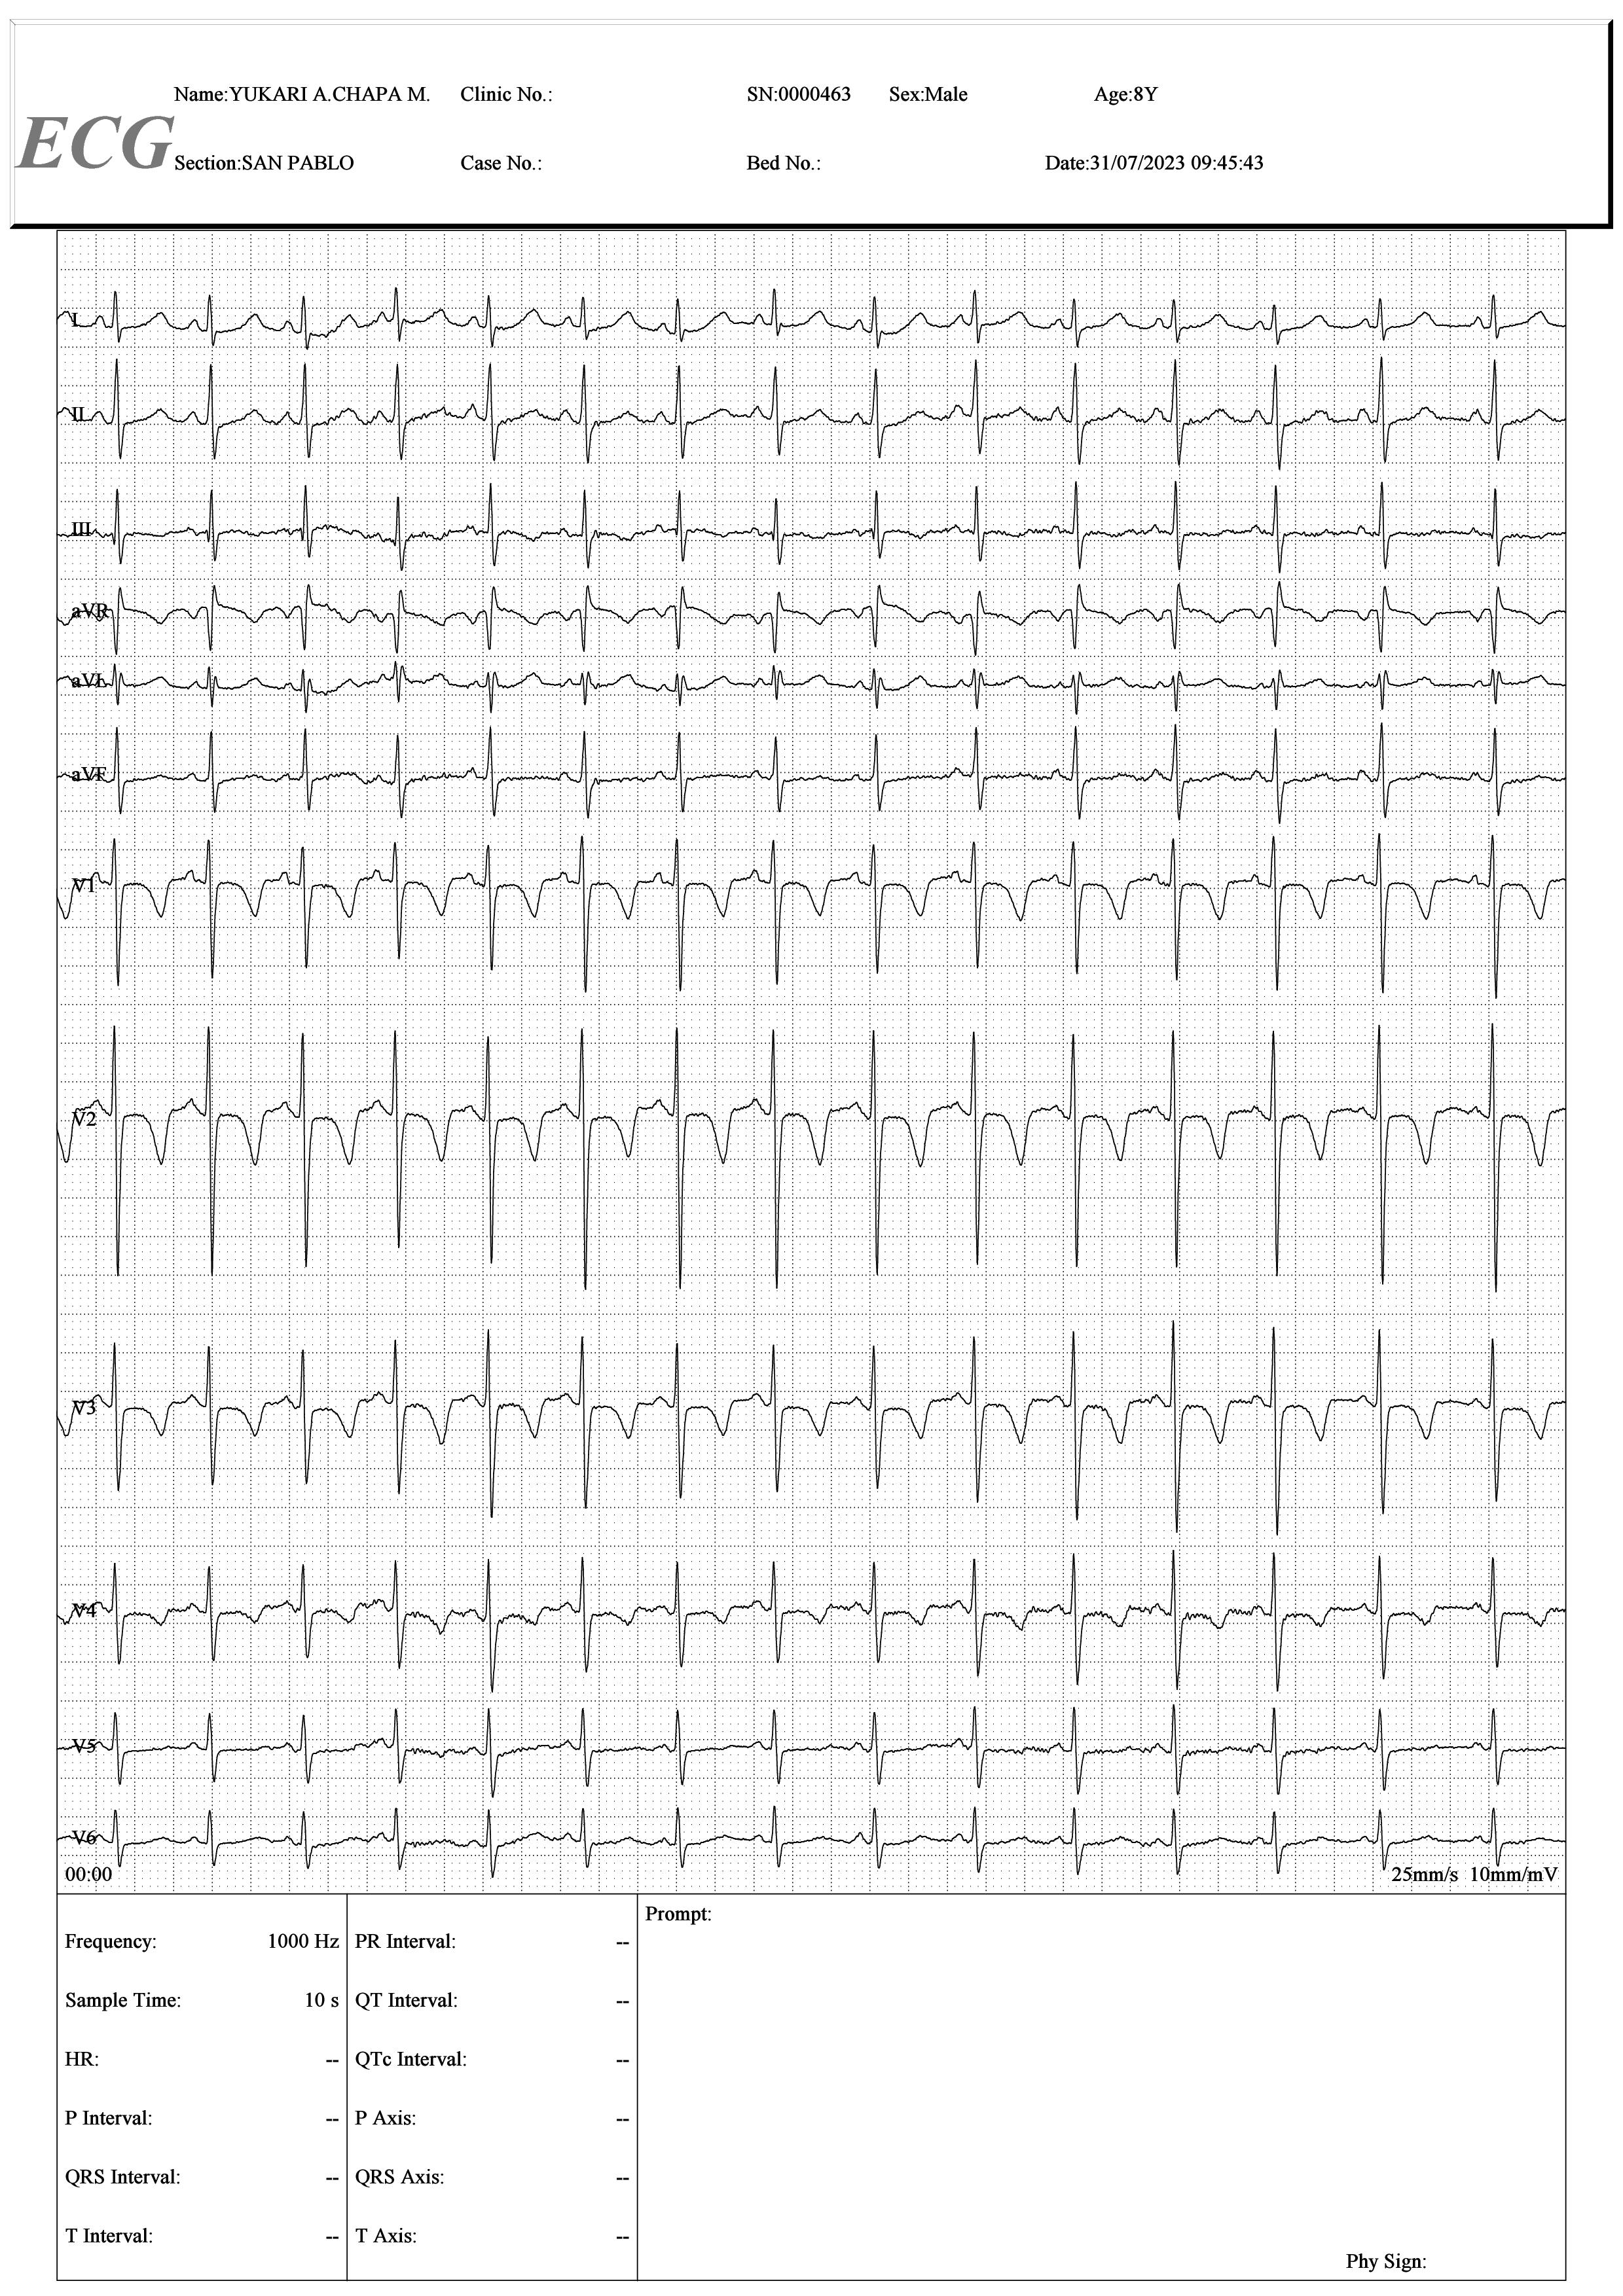 ECG
Name:YUKARI A.CHAPA M. Clinic No.: SN:0000463 Sex:Male Age:8Y
Section:SAN PABLO Case No.: Bed No.: Date:31/07/2023 09:45:43
I
II
III
aVR
aVL
aVF
V1
V2
V3
V4
V5
V6
00:00 25mm/s 10mm/mV
Prompt:
Frequency: 1000 Hz PR Interval: --
Sample Time: 10 s QT Interval: --
HR: -- QTc Interval: --
P Interval: -- P Axis: --
QRS Interval: -- QRS Axis: --
T Interval: -- T Axis: --
Phy Sign: